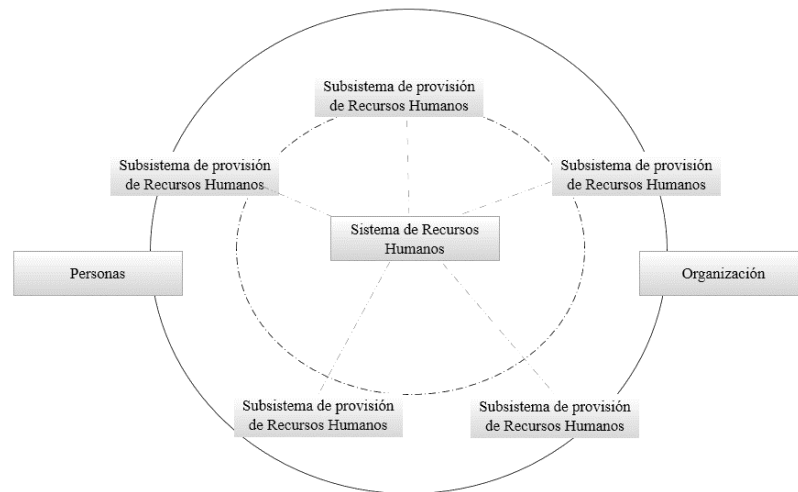 Subsistema de provisión
de Recursos Humanos
Subsistema de provisión
de Recursos Humanos
Subsistema de provisión
de Recursos Humanos
Sistema de Recursos
Humanos
Personas
Organización
Subsistema de provisión
de Recursos Humanos
Subsistema de provisión
de Recursos Humanos